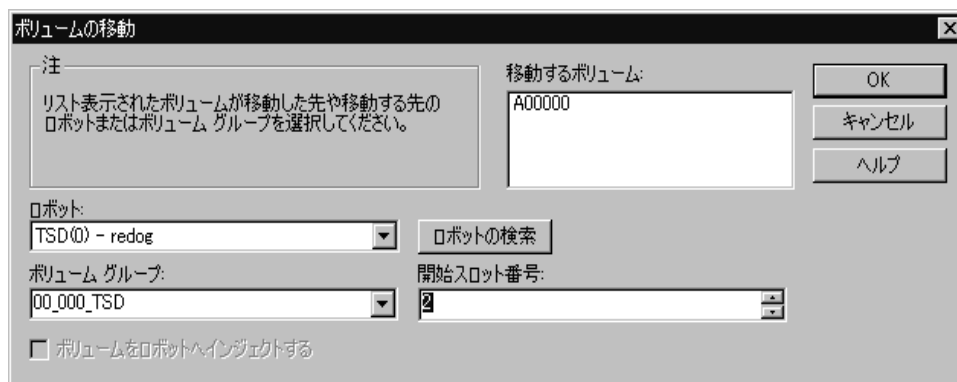 ボリュームの移動
注
リスト表示されたボリュームが移動した先や移動する先の
ロボットまたはボリューム グループを選択してください。
移動するボリューム:
A00000
OK
キャンセル
ヘルプ
ロボット:
TSD(0) - redog
ロボットの検索
ボリューム グループ:
00_000_TSD
開始スロット番号:
2
ボリュームをロボットへインジェクトする